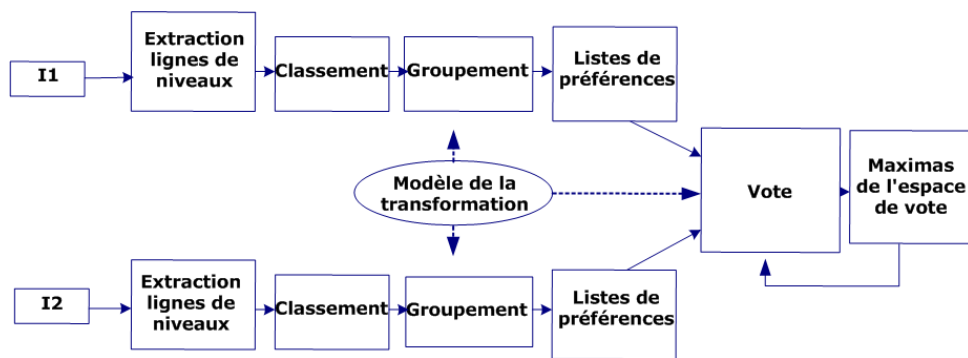 I1
Extraction
lignes de
niveaux
Classement
Groupement
Listes de
préférences
Modèle de la
transformation
Vote
Maximas
de l'espace
de vote
I2
Extraction
lignes de
niveaux
Classement
Groupement
Listes de
préférences